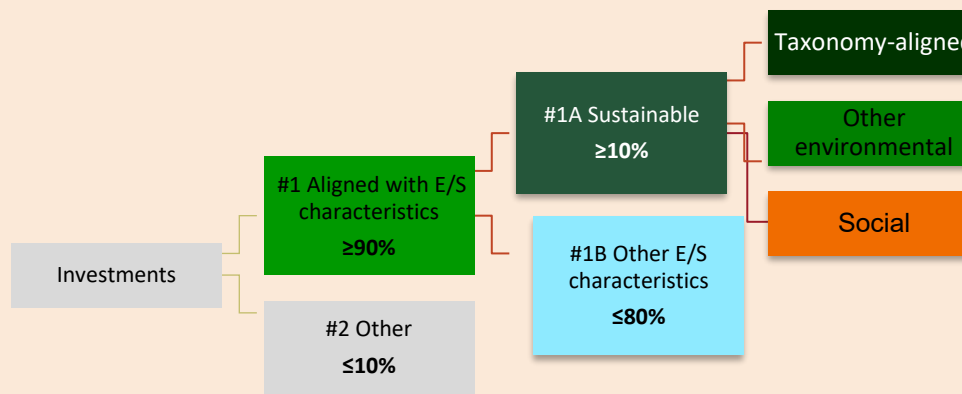 Taxonomy-aligned
#1A Sustainable
≥10%
Other
environmental
#1 Aligned with E/S
characteristics
≥90%
Social
Investments
#1B Other E/S
characteristics
≤80%
#2 Other
≤10%